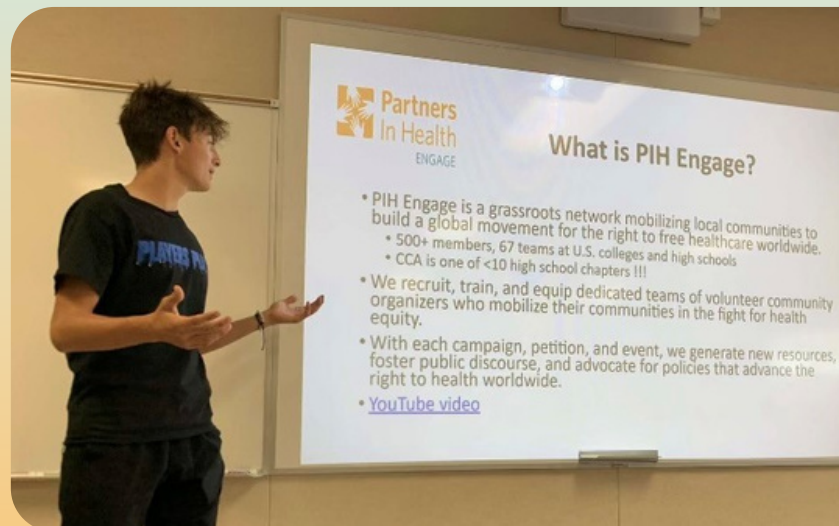 Partners
In Health
ENGAGE
What is PIH Engage?
• PIH Engage is a grassroots network mobilizing local communities to
build a global movement for the right to free healthcare worldwide.
• 500+ members, 67 teams at U.S. colleges and high schools
• CCA is one of <10 high school chapters !!!
• We recruit, train, and equip dedicated teams of volunteer community
organizers who mobilize their communities in the fight for health
equity.
• With each campaign, petition, and event, we generate new resources,
foster public discourse, and advocate for policies that advance the
right to health worldwide.
• YouTube video
PLAYERS